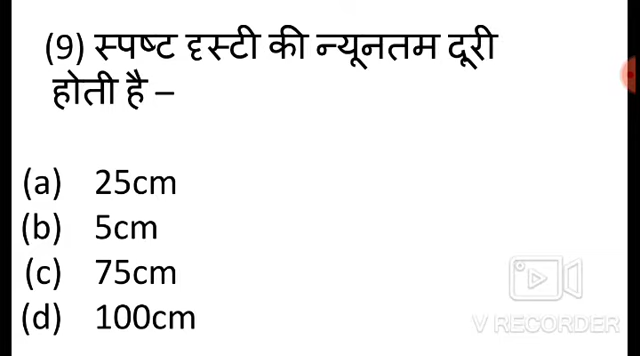 (9) स्पष्ट दृस्टी की न्यूनतम दूरी
होती है –
(a) 25cm
(b) 5cm
(c) 75cm
(d) 100cm
V RECORDER